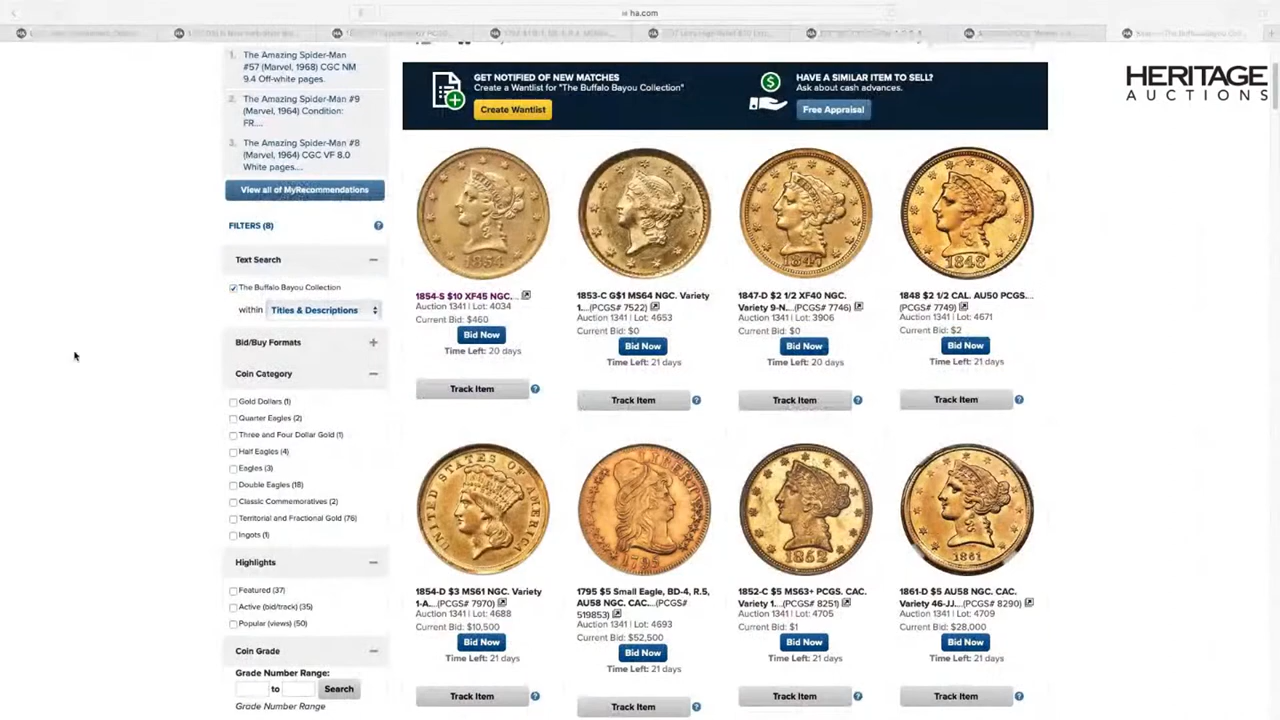 ha.com
1. The Amazing Spider-Man
#57 (Marvel, 1968) CGC NM
9.4 Off-white pages.
2. The Amazing Spider-Man #9
(Marvel, 1964) Condition:
FR....
3. The Amazing Spider-Man #8
(Marvel, 1964) CGC VF 8.0
White pages....
View all of MyRecommendations
FILTERS (8)
Text Search
The Buffalo Bayou Collection
within Titles & Descriptions
Bid/Buy Formats
Coin Category
Gold Dollars (1)
Quarter Eagles (2)
Three and Four Dollar Gold (1)
Half Eagles (4)
Eagles (3)
Double Eagles (18)
Classic Commemoratives (2)
Territorial and Fractional Gold (76)
Ingots (1)
Highlights
Featured (37)
Active (bid/track) (35)
Popular (views) (50)
Coin Grade
Grade Number Range:
to Search
Grade Number Range
GET NOTIFIED OF NEW MATCHES
Create a Wantlist for "The Buffalo Bayou Collection"
Create Wantlist
HAVE A SIMILAR ITEM TO SELL?
Ask about cash advances.
Free Appraisal
HERITAGE
AUCTIONS
1854
1854-S $10 XF45 NGC....
Auction 1341 | Lot: 4034
Current Bid: $460
Bid Now
Time Left: 20 days
Track Item
1853-C G$1 MS64 NGC. Variety
1....(PCGS# 7522)
Auction 1341 | Lot: 4653
Current Bid: $0
Bid Now
Time Left: 21 days
Track Item
1847
1847-D $2 1/2 XF40 NGC.
Variety 9-N....(PCGS# 7746)
Auction 1341 | Lot: 3906
Current Bid: $0
Bid Now
Time Left: 20 days
Track Item
1848
1848 $2 1/2 CAL. AU50 PCGS....
(PCGS# 7749)
Auction 1341 | Lot: 4671
Current Bid: $2
Bid Now
Time Left: 21 days
Track Item
UNITED STATES OF AMERICA
LIBERTY
1854-D $3 MS61 NGC. Variety
1-A....(PCGS# 7970)
Auction 1341 | Lot: 4688
Current Bid: $10,500
Bid Now
Time Left: 21 days
Track Item
LIBERTY
1795
1795 $5 Small Eagle, BD-4, R.5,
AU58 NGC. CAC....(PCGS#
519853)
Auction 1341 | Lot: 4693
Current Bid: $52,500
Bid Now
Time Left: 21 days
Track Item
1852
1852-C $5 MS63+ PCGS. CAC.
Variety 1....(PCGS# 8251)
Auction 1341 | Lot: 4705
Current Bid: $1
Bid Now
Time Left: 21 days
Track Item
1861
1861-D $5 AU58 NGC. CAC.
Variety 46-JJ....(PCGS# 8290)
Auction 1341 | Lot: 4709
Current Bid: $28,000
Bid Now
Time Left: 21 days
Track Item